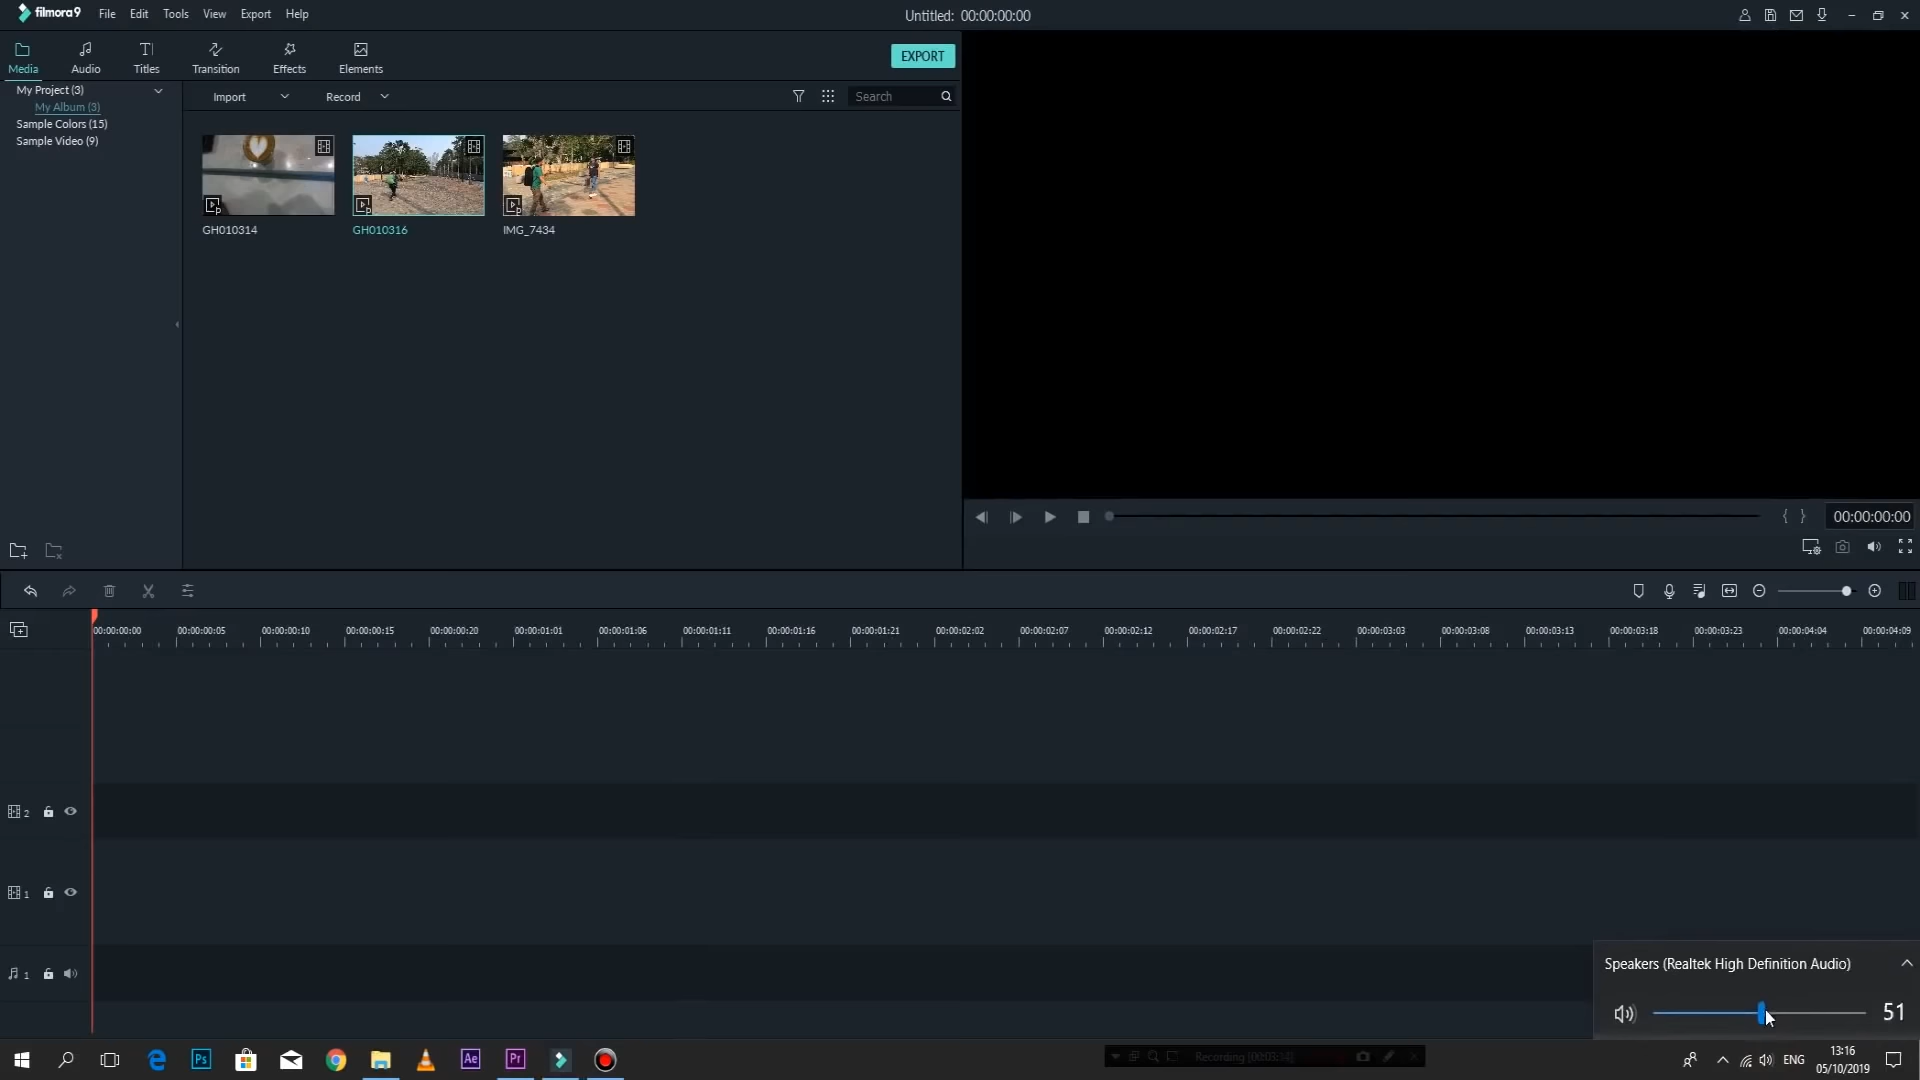 filmora9 File Edit Tools View Export Help
Untitled: 00:00:00:00
Media Audio Titles Transition Effects Elements
EXPORT
My Project (3)
My Album (3)
Sample Colors (15)
Sample Video (9)
Import Record Search
GH010314 GH010316 IMG_7434
00:00:00:00
00:00:00:00 00:00:00:05 00:00:00:10 00:00:00:15 00:00:00:20 00:00:01:01 00:00:01:06 00:00:01:11 00:00:01:16 00:00:01:21 00:00:02:02 00:00:02:07 00:00:02:12 00:00:02:17 00:00:02:22 00:00:03:03 00:00:03:08 00:00:03:13 00:00:03:18 00:00:03:23 00:00:04:04 00:00:04:09
2
1
1
Speakers (Realtek High Definition Audio)
51
Ps Ae Pr
ENG
13:16
05/10/2019